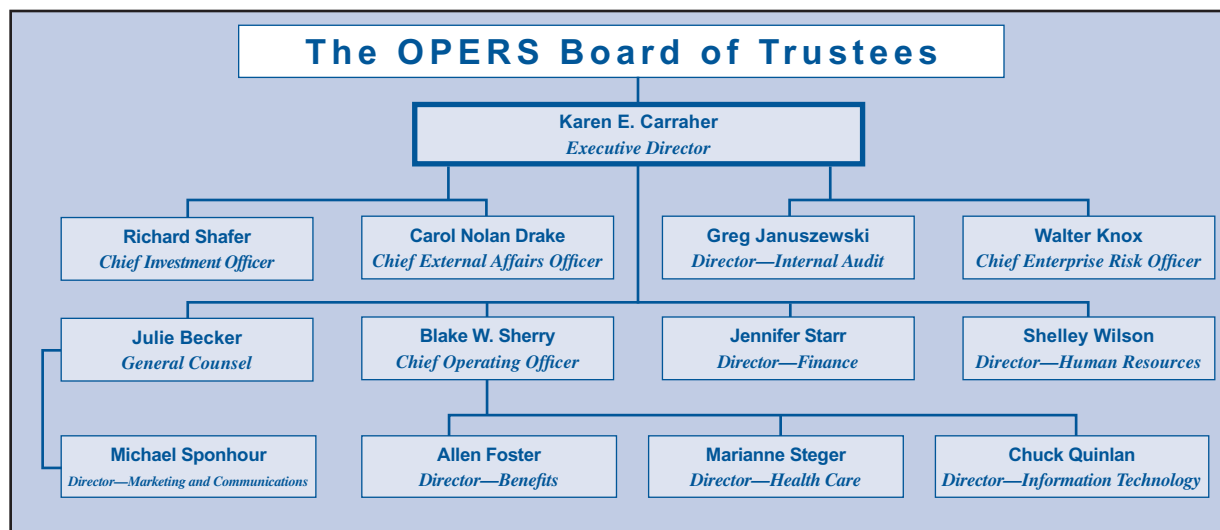 The OPERS Board of Trustees
Karen E. Carraher
Executive Director
Richard Shafer
Chief Investment Officer
Carol Nolan Drake
Chief External Affairs Officer
Greg Januszewski
Director—Internal Audit
Walter Knox
Chief Enterprise Risk Officer
Julie Becker
General Counsel
Blake W. Sherry
Chief Operating Officer
Jennifer Starr
Director—Finance
Shelley Wilson
Director—Human Resources
Michael Sponhour
Director—Marketing and Communications
Allen Foster
Director—Benefits
Marianne Steger
Director—Health Care
Chuck Quinlan
Director—Information Technology